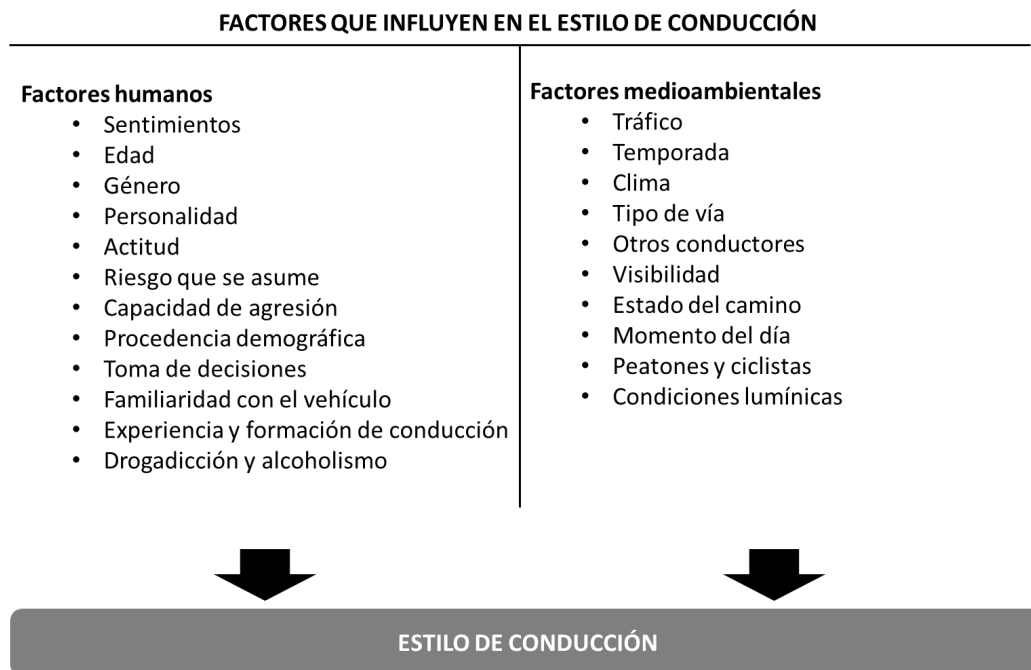 FACTORES QUE INFLUYEN EN EL ESTILO DE CONDUCCIÓN
Factores humanos
• Sentimientos
• Edad
• Género
• Personalidad
• Actitud
• Riesgo que se asume
• Capacidad de agresión
• Procedencia demográfica
• Toma de decisiones
• Familiaridad con el vehículo
• Experiencia y formación de conducción
• Drogadicción y alcoholismo
Factores medioambientales
• Tráfico
• Temporada
• Clima
• Tipo de vía
• Otros conductores
• Visibilidad
• Estado del camino
• Momento del día
• Peatones y ciclistas
• Condiciones lumínicas
ESTILO DE CONDUCCIÓN